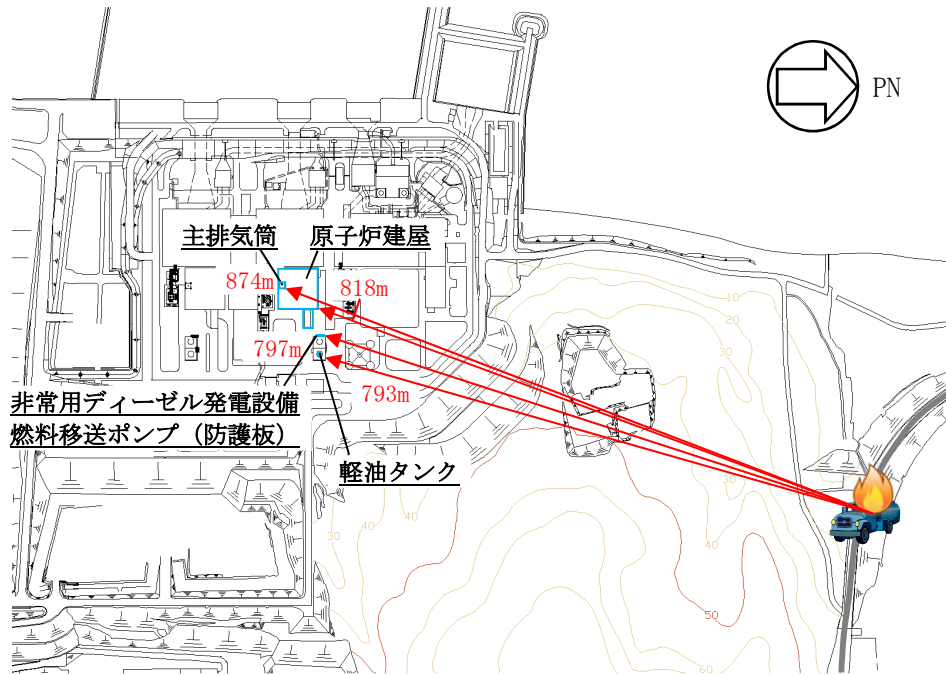 PN
主排気筒
原子炉建屋
874m
818m
797m
793m
非常用ディーゼル発電設備
燃料移送ポンプ（防護板）
軽油タンク
10
20
30
30
40
40
30
40
50
60